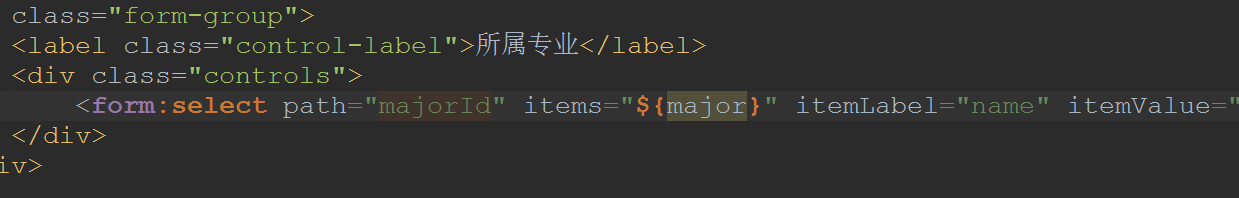 class="form-group">
<label class="control-label">所属专业</label>
<div class="controls">
<form:select path="majorId" items="${major}" itemLabel="name" itemValue="
</div>
iv>